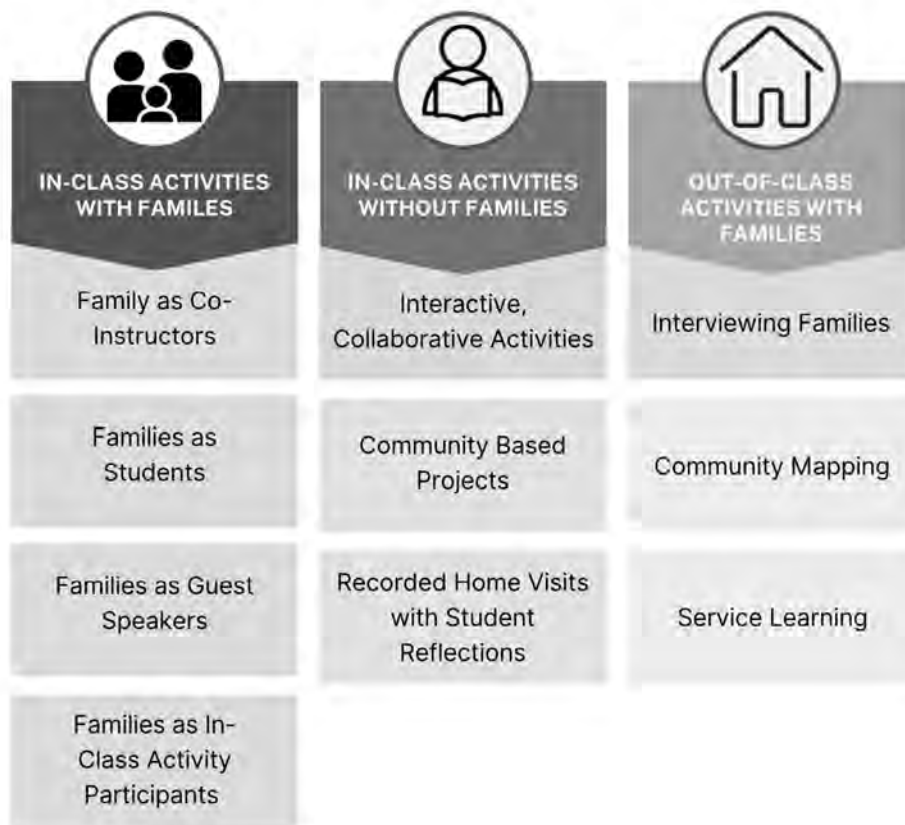 IN-CLASS ACTIVITIES
WITH FAMILES
Family as Co-
Instructors
Families as
Students
Families as Guest
Speakers
Families as In-
Class Activity
Participants
IN-CLASS ACTIVITIES
WITHOUT FAMILIES
Interactive,
Collaborative Activities
Community Based
Projects
Recorded Home Visits
with Student
Reflections
OUT-OF-CLASS
ACTIVITIES WITH
FAMILIES
Interviewing Families
Community Mapping
Service Learning